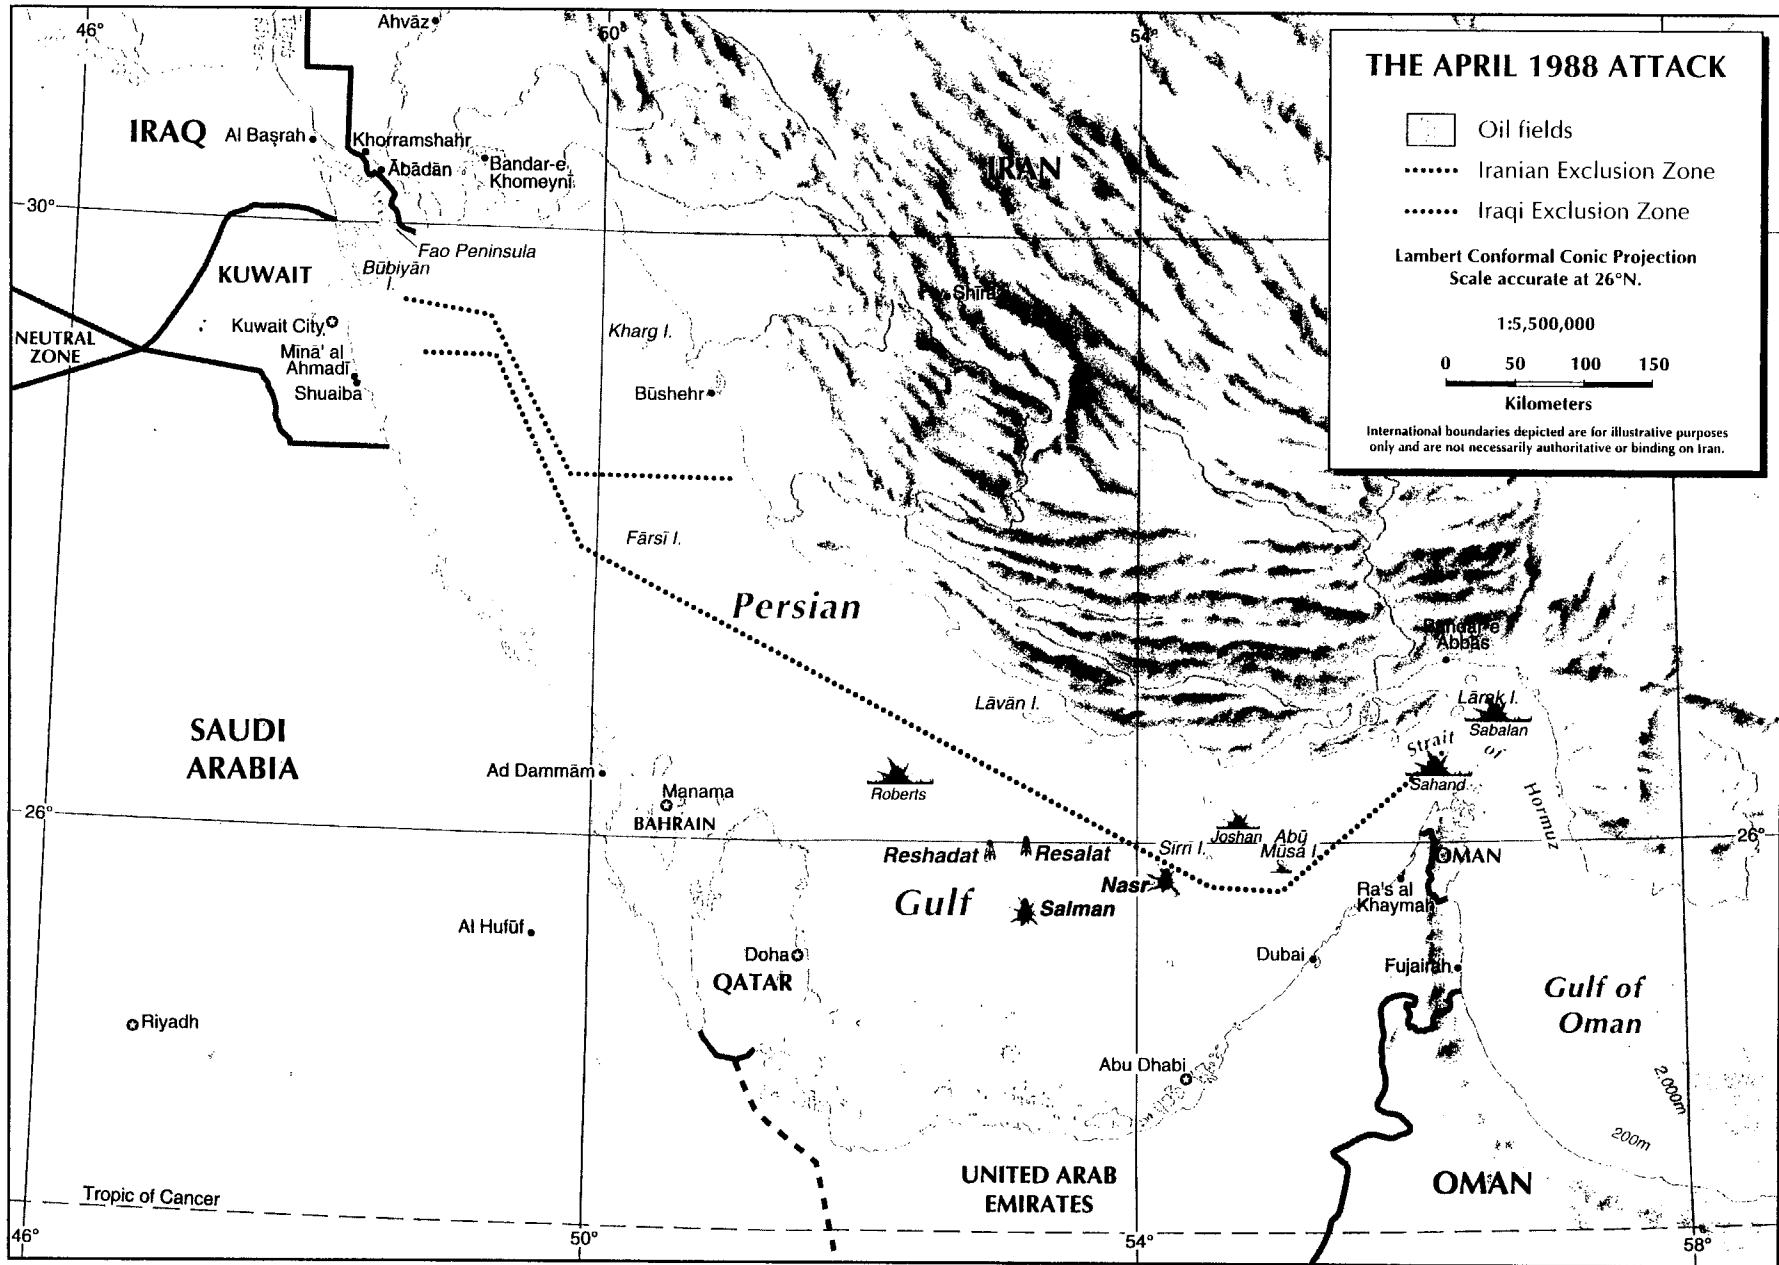 46°
Ahvāz
50°
54°
THE APRIL 1988 ATTACK
Oil fields
Iranian Exclusion Zone
Iraqi Exclusion Zone
Lambert Conformal Conic Projection
Scale accurate at 26°N.
1:5,500,000
0 50 100 150
Kilometers
International boundaries depicted are for illustrative purposes
only and are not necessarily authoritative or binding on Iran.
IRAQ
Al Başrah
Khorramshahr
Ābādān
Bandar-e
Khomeynī
IRAN
30°
Fao Peninsula
Būbiyān
KUWAIT
Kuwait City
NEUTRAL
ZONE
Mīnā' al
Ahmadī
Shuaiba
Kharg I.
Būshehr
Fārsī I.
Persian
Bandar-e
Abbās
Lāvān I.
Lārak I.
Sabalan
Strait
of
Hormuz
Sahand
SAUDI
ARABIA
Ad Dammām
Manama
BAHRAIN
Roberts
Joshan
Sirrī I.
Abū
Mūsá I.
26°
26°
Reshadat
Resalat
OMAN
Nasr
Gulf
Salman
Ra's al
Khaymah
Al Hufūf
Doha
QATAR
Dubai
Fujairah
Gulf of
Oman
Riyadh
Abu Dhabi
2,000m
200m
UNITED ARAB
EMIRATES
OMAN
Tropic of Cancer
46°
50°
54°
58°